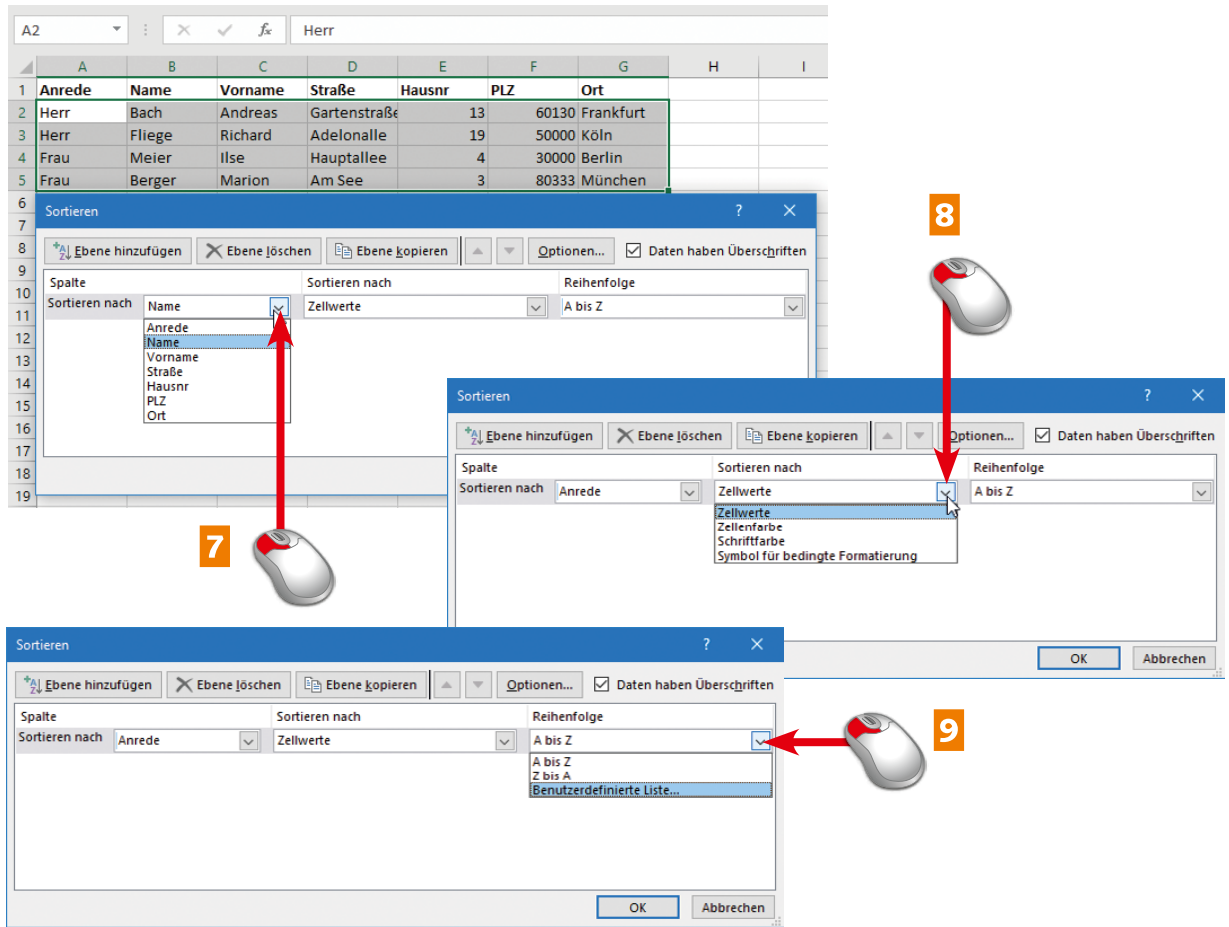 A2 fx Herr
A B C D E F G H I
1 Anrede Name Vorname Straße Hausnr PLZ Ort
2 Herr Bach Andreas Gartenstraße 13 60130 Frankfurt
3 Herr Fliege Richard Adelonalle 19 50000 Köln
4 Frau Meier Ilse Hauptallee 4 30000 Berlin
5 Frau Berger Marion Am See 3 80333 München
6
7
8
9
10
11
12
13
14
15
16
17
18
19
Sortieren ?
Ebene hinzufügen Ebene löschen Ebene kopieren Optionen... Daten haben Überschriften
Spalte Sortieren nach Reihenfolge
Sortieren nach Name Zellwerte A bis Z
Anrede
Name
Vorname
Straße
Hausnr
PLZ
Ort
7
8
Sortieren ?
Ebene hinzufügen Ebene löschen Ebene kopieren Optionen... Daten haben Überschriften
Spalte Sortieren nach Reihenfolge
Sortieren nach Anrede Zellwerte A bis Z
Zellwerte
Zellenfarbe
Schriftfarbe
Symbol für bedingte Formatierung
OK Abbrechen
Sortieren ?
Ebene hinzufügen Ebene löschen Ebene kopieren Optionen... Daten haben Überschriften
Spalte Sortieren nach Reihenfolge
Sortieren nach Anrede Zellwerte A bis Z
A bis Z
Z bis A
Benutzerdefinierte Liste...
OK Abbrechen
9